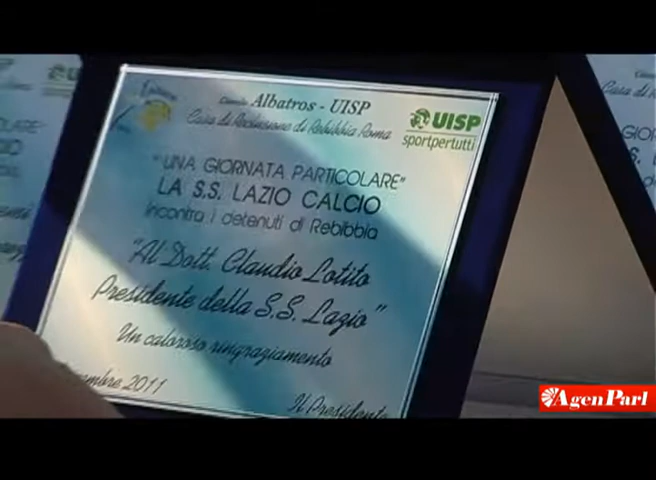 Albatros - UISP
Casa di Reclusione di Rebibbia Roma
UISP
sportpertutti
"UNA GIORNATA PARTICOLARE"
LA S.S. LAZIO CALCIO
Incontra i detenuti di Rebibbia
"Al Dott. Claudio Lotito
Presidente della S.S. Lazio"
Un caloroso ringraziamento
embre 2011
Il Presidente
AgenParl